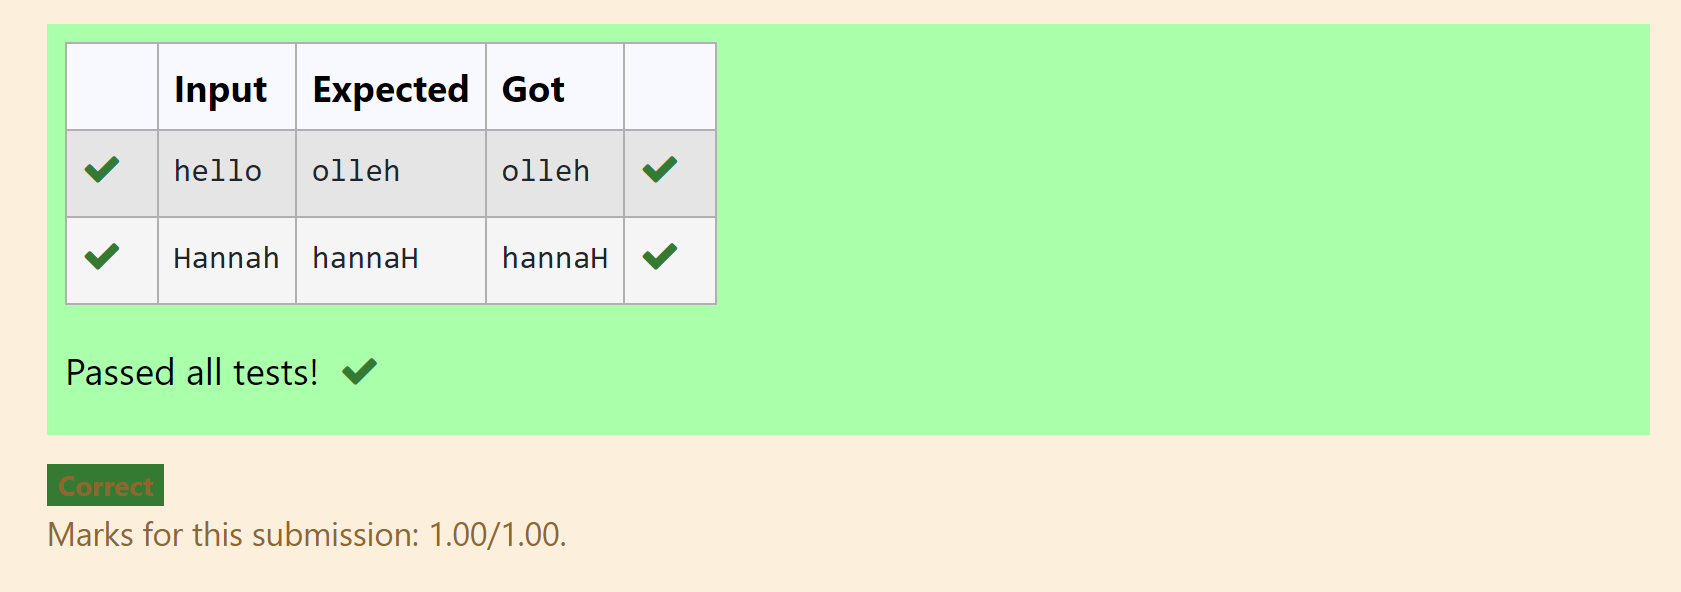 Input Expected Got
hello olleh olleh
Hannah hannaH hannaH
Passed all tests!
Correct
Marks for this submission: 1.00/1.00.